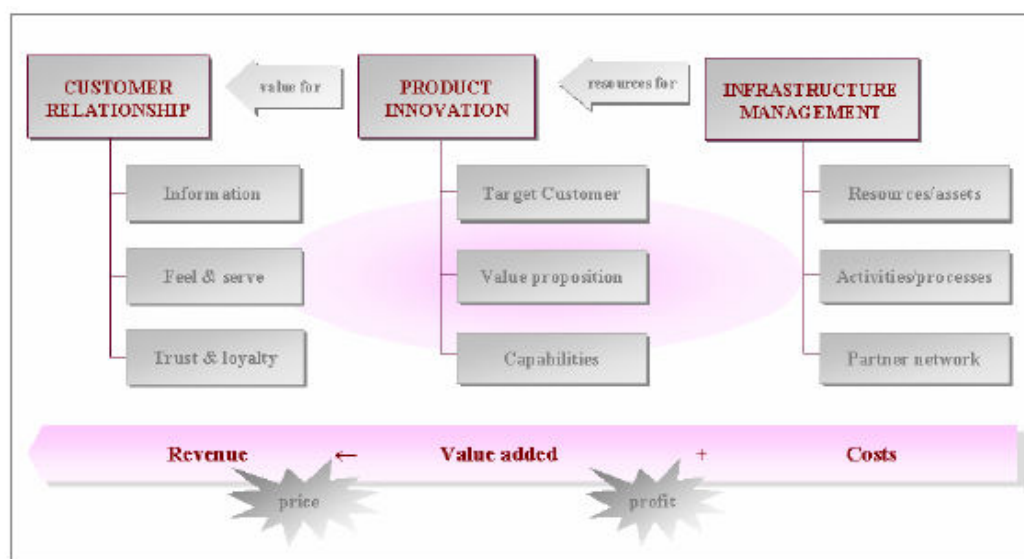 CUSTOMER
RELATIONSHIP
value for
PRODUCT
INNOVATION
resources for
INFRASTRUCTURE
MANAGEMENT
Information
Feel & serve
Trust & loyalty
Target Customer
Value proposition
Capabilities
Resources/assets
Activities/processes
Partner network
Revenue ← Value added + Costs
price
profit